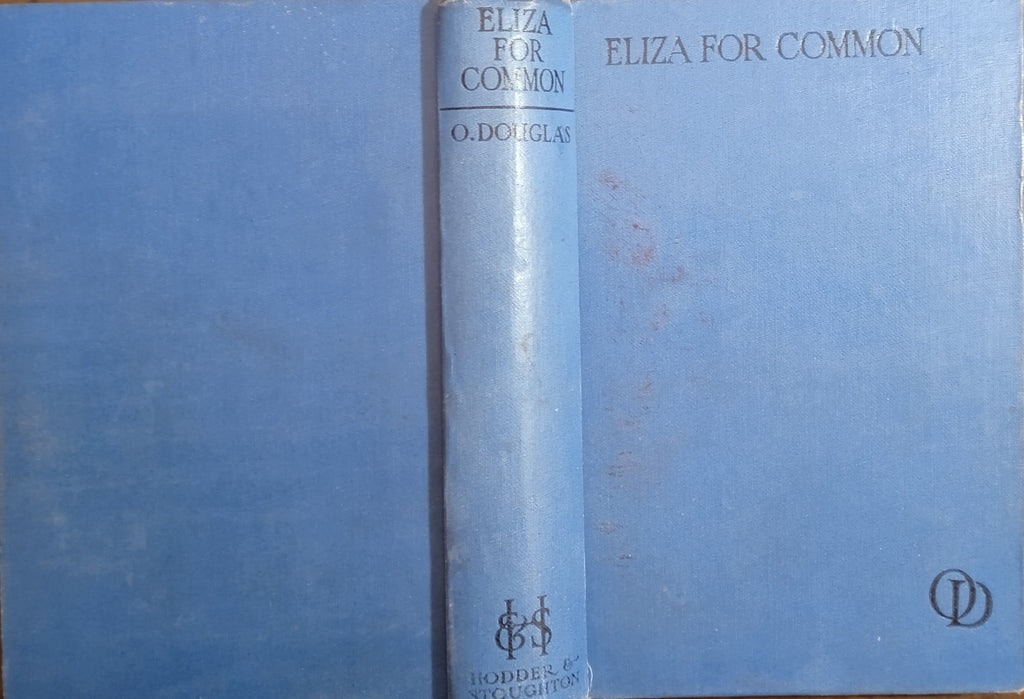 ELIZA
FOR
COMMON
O. DOUGLAS
H&S
HODDER &
STOUGHTON
ELIZA FOR COMMON
OD